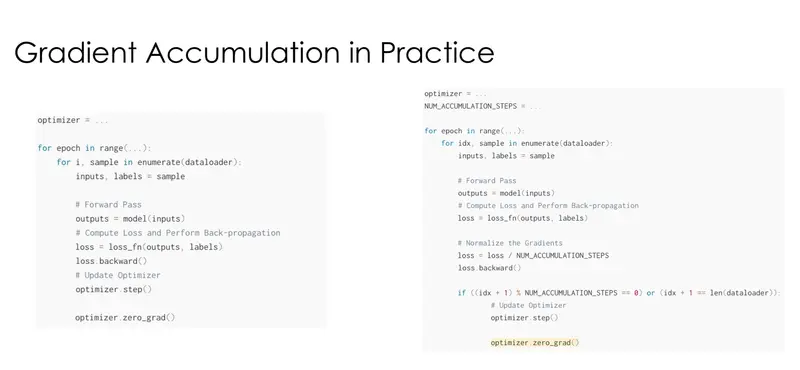 Gradient Accumulation in Practice
optimizer = ...
for epoch in range(...):
for i, sample in enumerate(dataloader):
inputs, labels = sample
# Forward Pass
outputs = model(inputs)
# Compute Loss and Perform Back-propagation
loss = loss_fn(outputs, labels)
loss.backward()
# Update Optimizer
optimizer.step()
optimizer.zero_grad()
optimizer = ...
NUM_ACCUMULATION_STEPS = ...
for epoch in range(...):
for idx, sample in enumerate(dataloader):
inputs, labels = sample
# Forward Pass
outputs = model(inputs)
# Compute Loss and Perform Back-propagation
loss = loss_fn(outputs, labels)
# Normalize the Gradients
loss = loss / NUM_ACCUMULATION_STEPS
loss.backward()
if ((idx + 1) % NUM_ACCUMULATION_STEPS == 0) or (idx + 1 == len(dataloader)):
# Update Optimizer
optimizer.step()
optimizer.zero_grad()